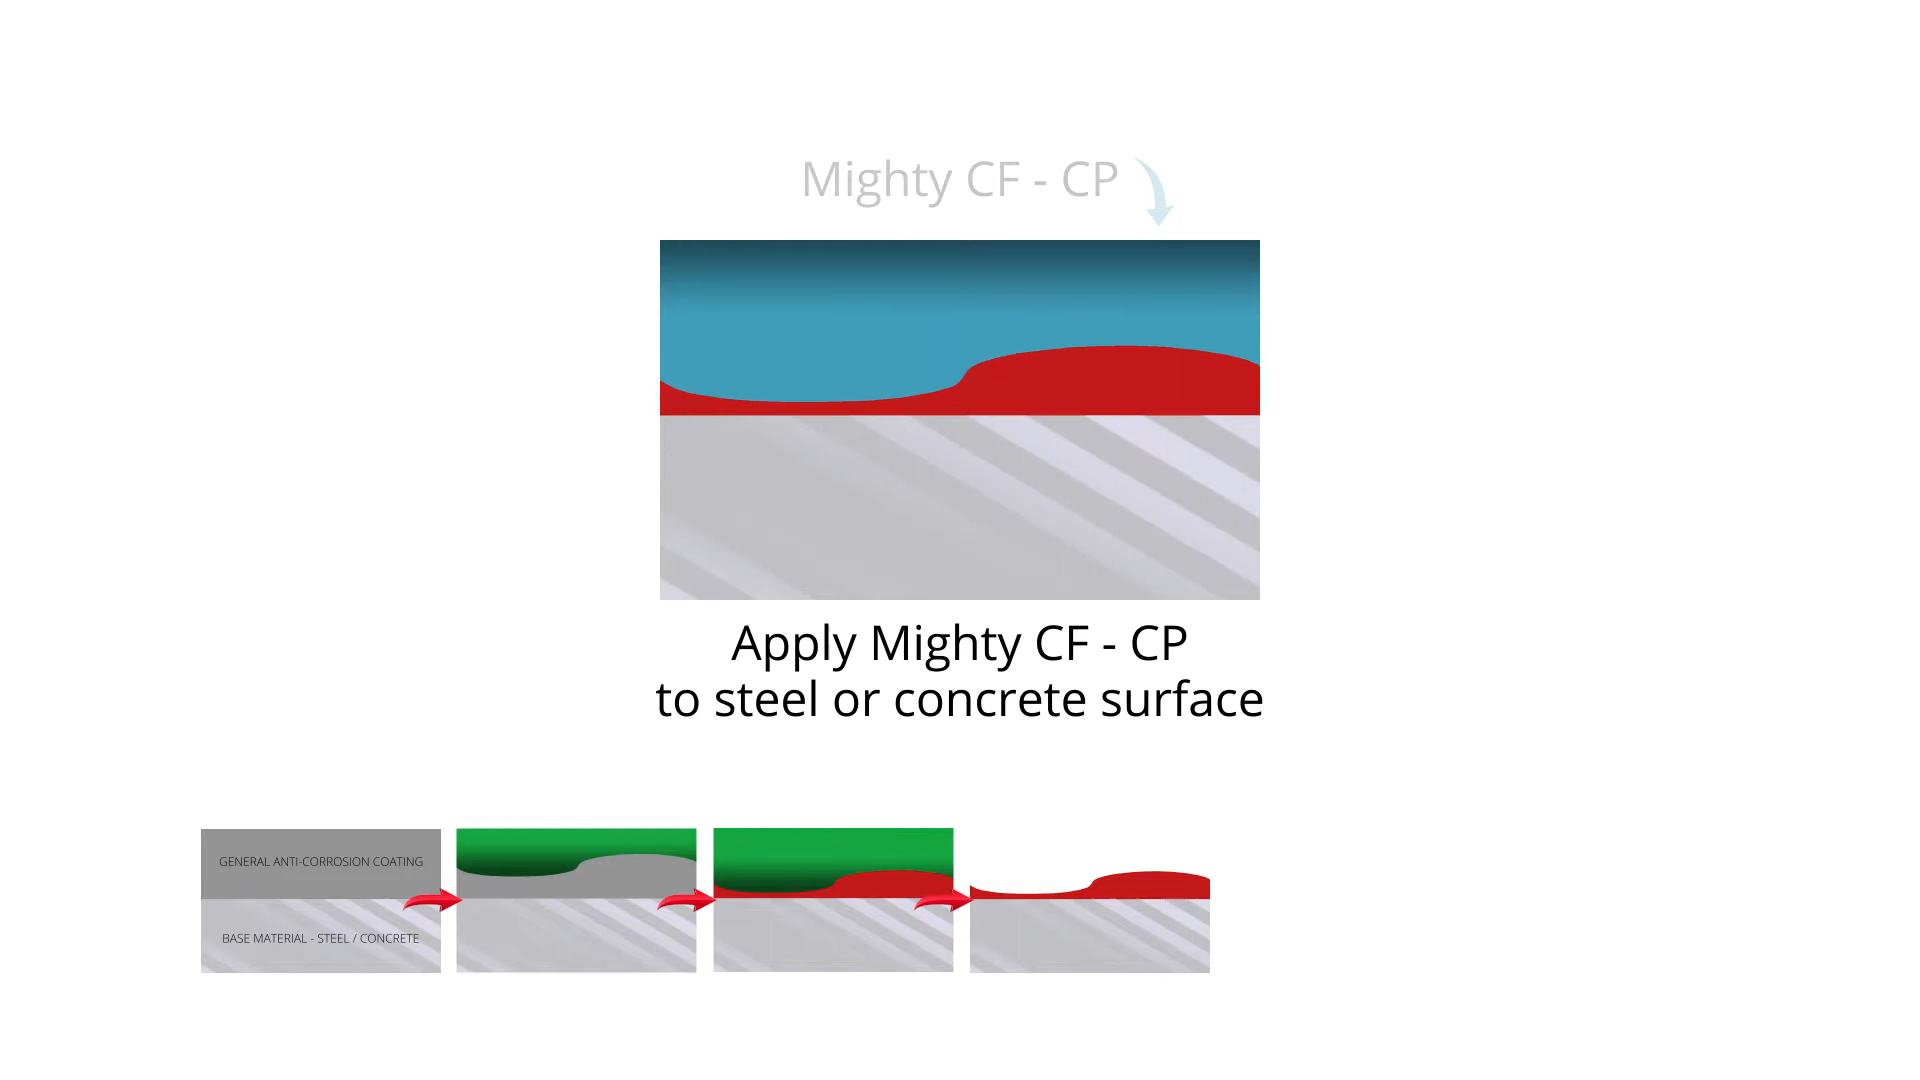 Mighty CF - CP
Apply Mighty CF - CP
to steel or concrete surface
GENERAL ANTI-CORROSION COATING
BASE MATERIAL - STEEL / CONCRETE